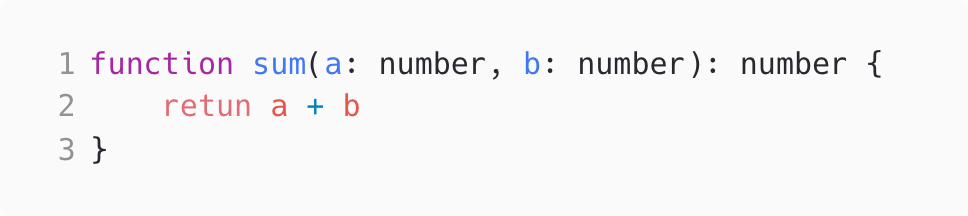 1 function sum(a: number, b: number): number {
2     retun a + b
3 }